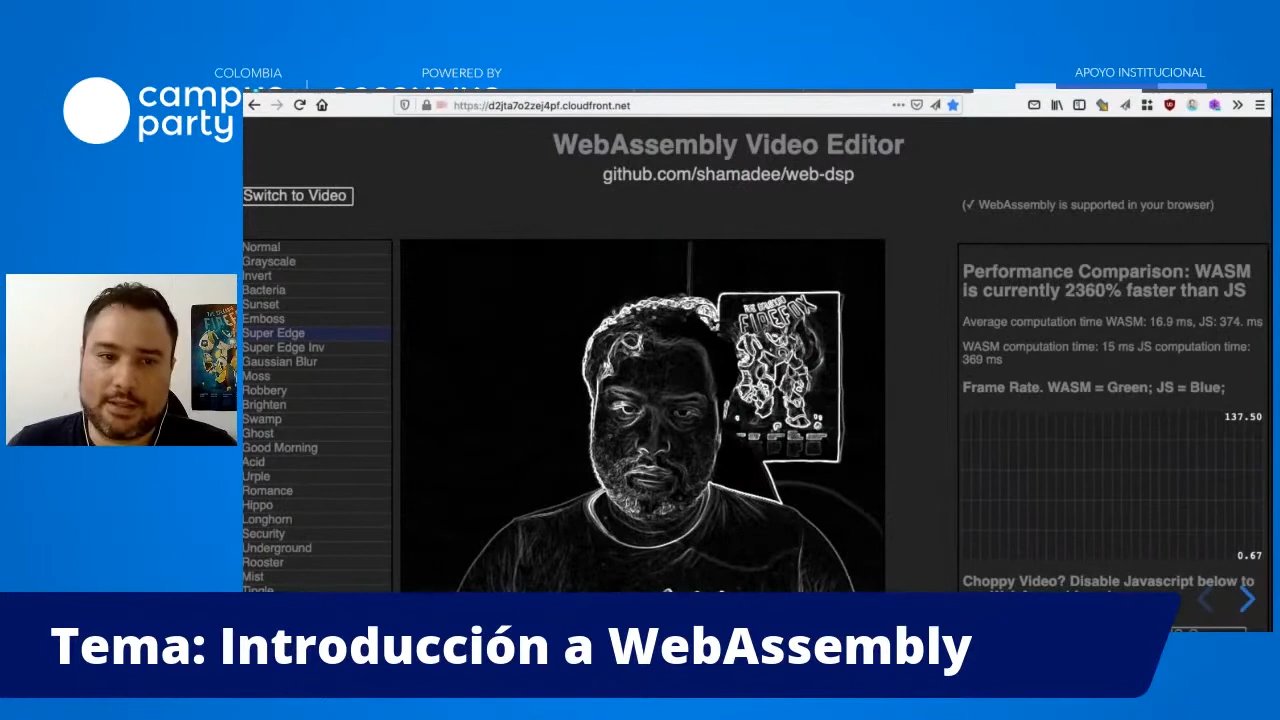 COLOMBIA
POWERED BY
APOYO INSTITUCIONAL
campus
party
https://d2jta7o2zej4pf.cloudfront.net
WebAssembly Video Editor
github.com/shamadee/web-dsp
Switch to Video
(✓ WebAssembly is supported in your browser)
Normal
Grayscale
Invert
Bacteria
Sunset
Emboss
Super Edge
Super Edge Inv
Gaussian Blur
Moss
Robbery
Brighten
Swamp
Ghost
Good Morning
Acid
Urple
Romance
Hippo
Longhorn
Security
Underground
Rooster
Mist
THE
FIREFOX
Performance Comparison: WASM
is currently 2360% faster than JS
Average computation time WASM: 16.9 ms, JS: 374. ms
WASM computation time: 15 ms JS computation time:
369 ms
Frame Rate. WASM = Green; JS = Blue;
137.50
0.67
Choppy Video? Disable Javascript below to
Tema: Introducción a WebAssembly